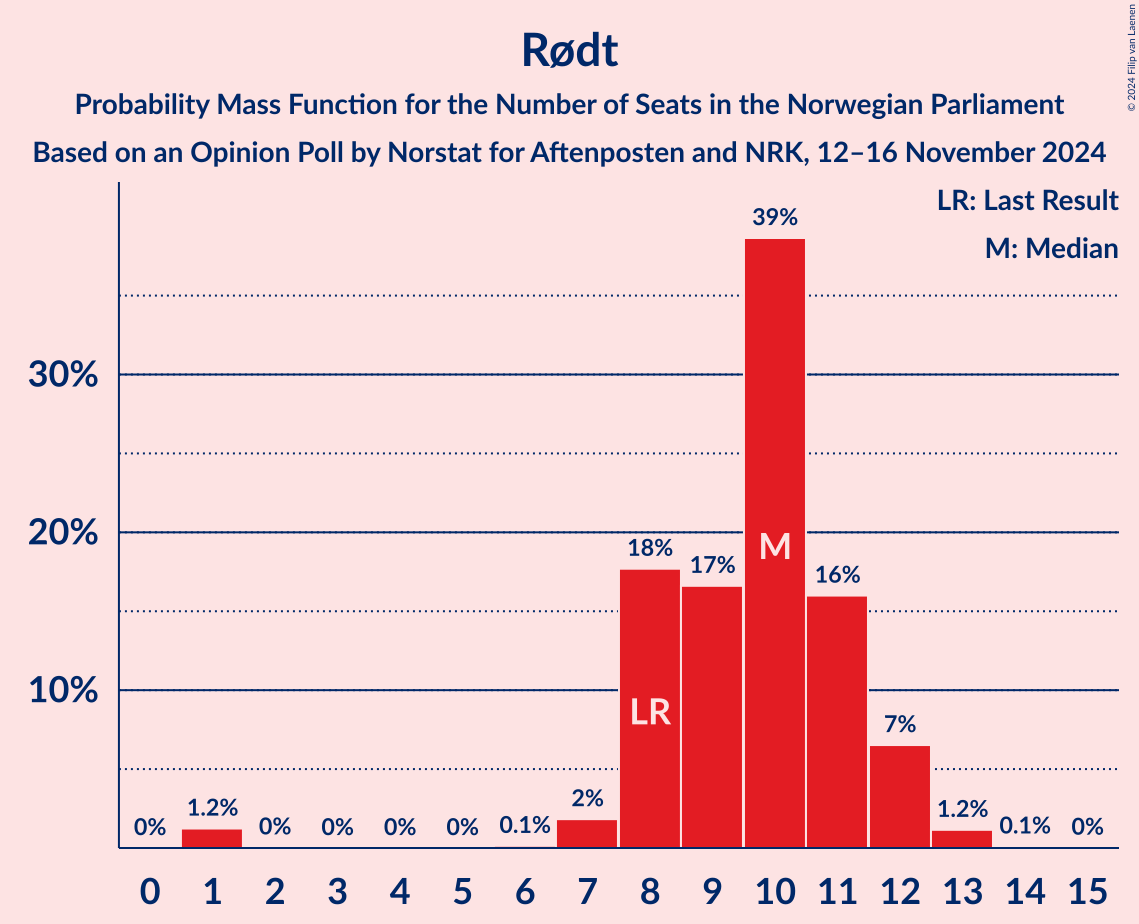 Rødt
Probability Mass Function for the Number of Seats in the Norwegian Parliament
Based on an Opinion Poll by Norstat for Aftenposten and NRK, 12–16 November 2024
© 2024 Filip van Laenen
LR: Last Result
M: Median
30%
20%
10%
0%
1.2%
0%
0%
0%
0%
0.1%
2%
18%
17%
39%
16%
7%
1.2%
0.1%
0%
LR
M
0 1 2 3 4 5 6 7 8 9 10 11 12 13 14 15